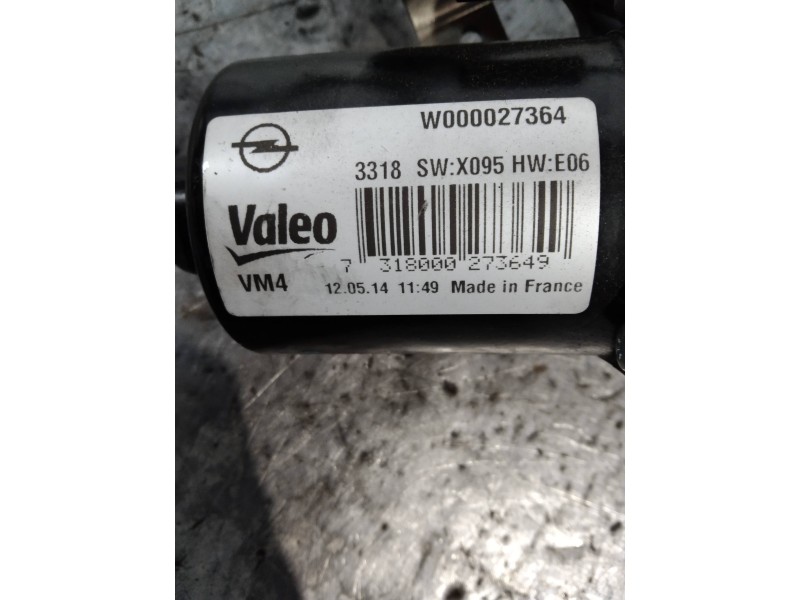 W000027364
3318 SW:X095 HW:E06
Valeo
7 318000 273649
VM4
12.05.14 11:49 Made in France